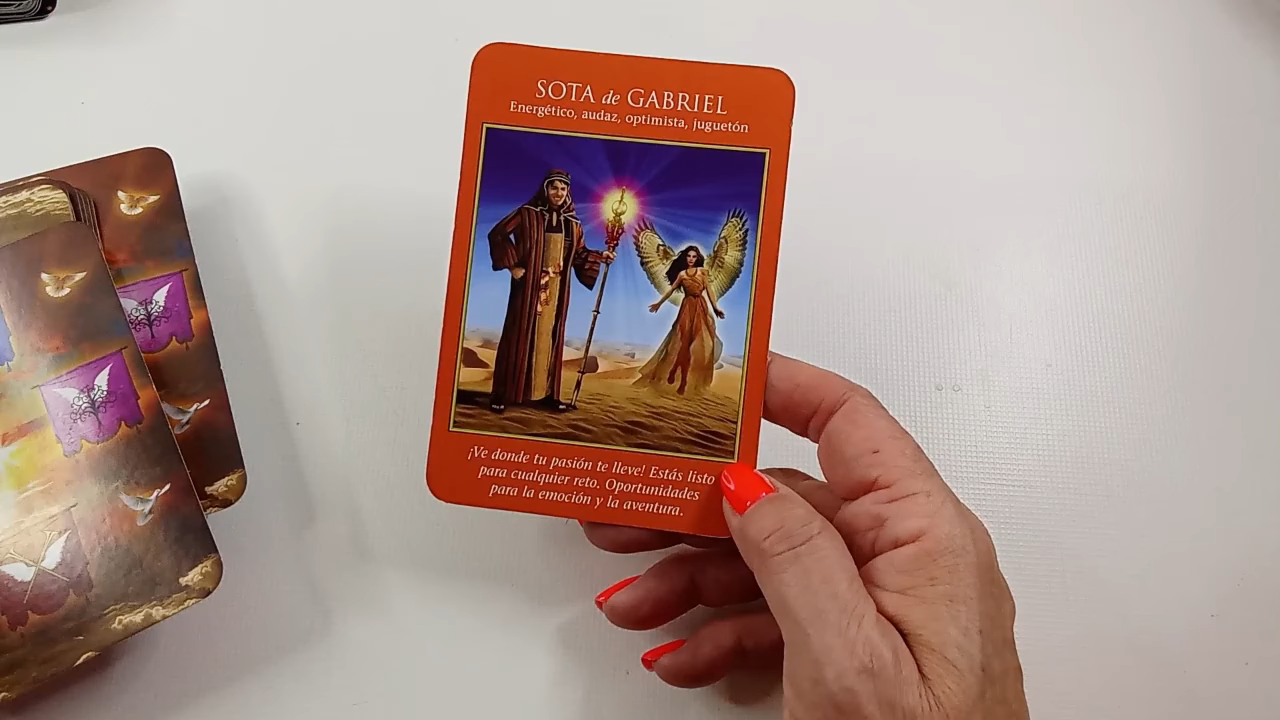 SOTA de GABRIEL
Energético, audaz, optimista, juguetón
¡Ve donde tu pasión te lleve! Estás listo
para cualquier reto. Oportunidades
para la emoción y la aventura.